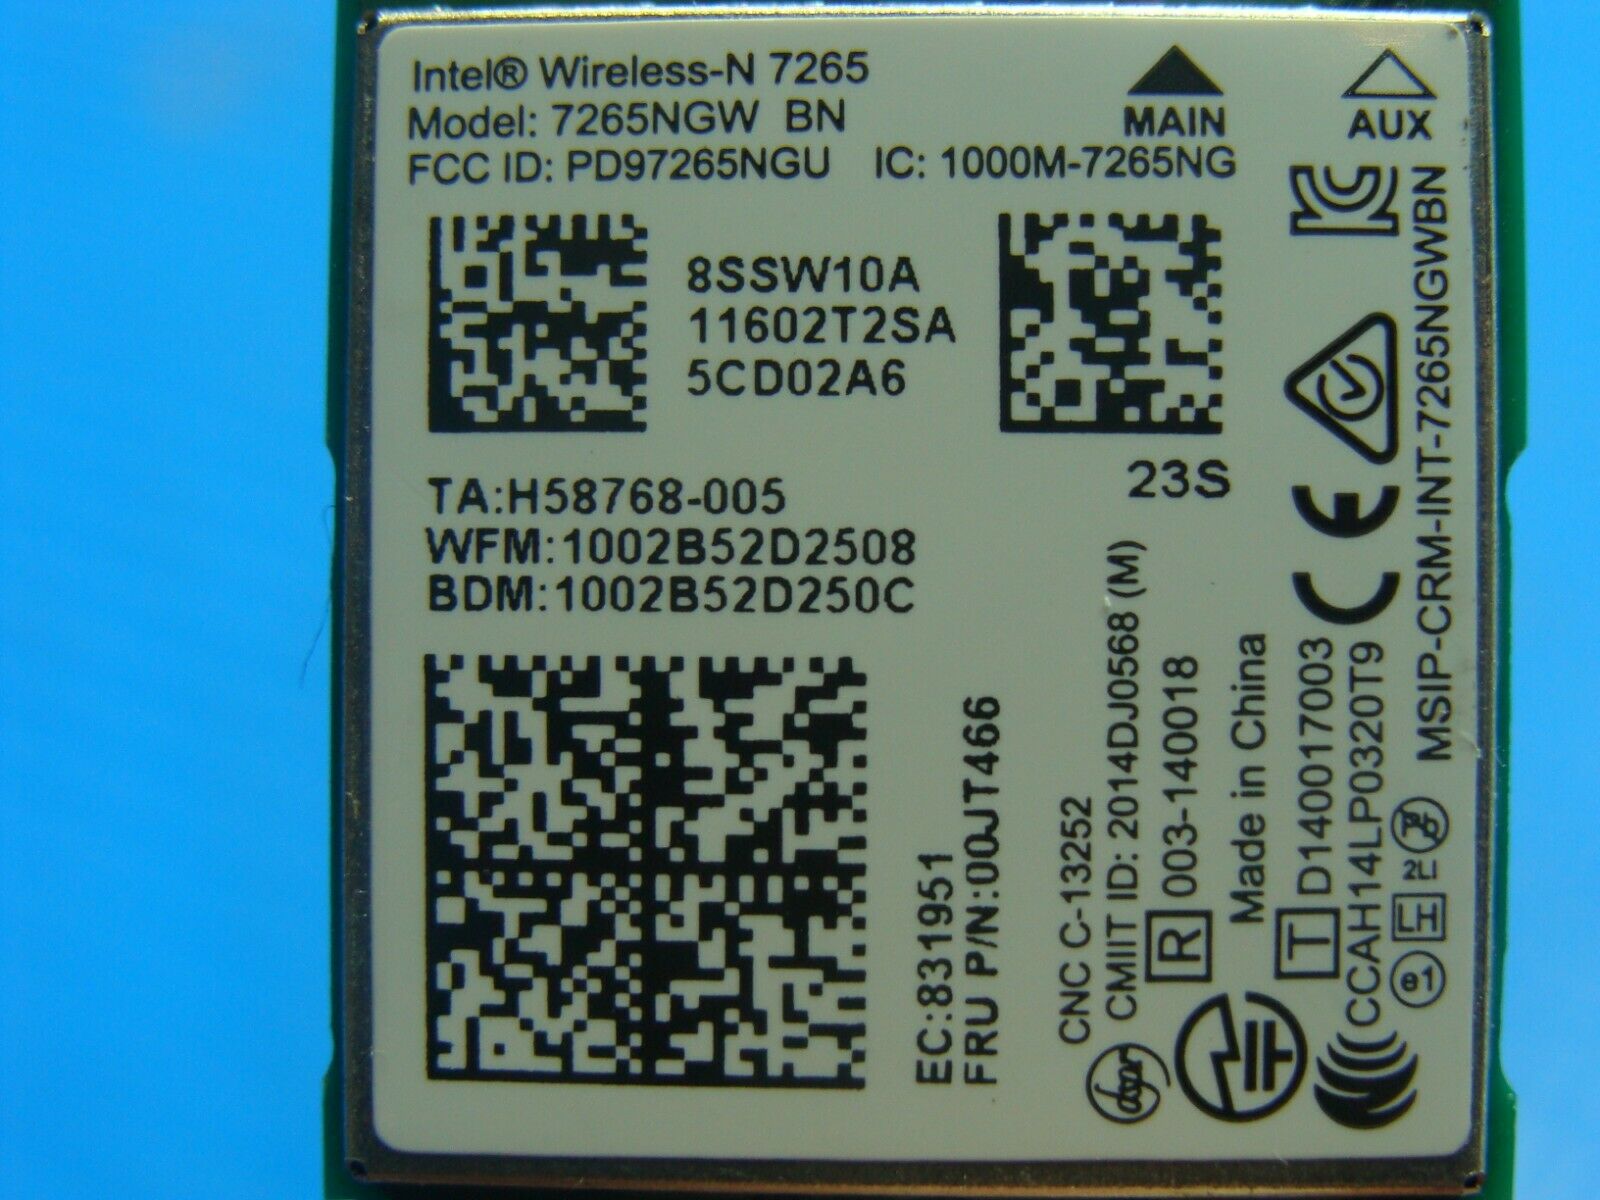 Intel® Wireless-N 7265
Model: 7265NGW BN
FCC ID: PD97265NGU IC: 1000M-7265NG
MAIN
AUX
8SSW10A
11602T2SA
5CD02A6
23S
TA:H58768-005
WFM:1002B52D2508
BDM:1002B52D250C
EC:831951
FRU P/N:00JT466
CNC C-13252
CMIIT ID: 2014DJ0568 (M)
R 003-140018
Made in China
T D140017003
CCAH14LP0320T9
MSIP-CRM-INT-7265NGWBN
CE